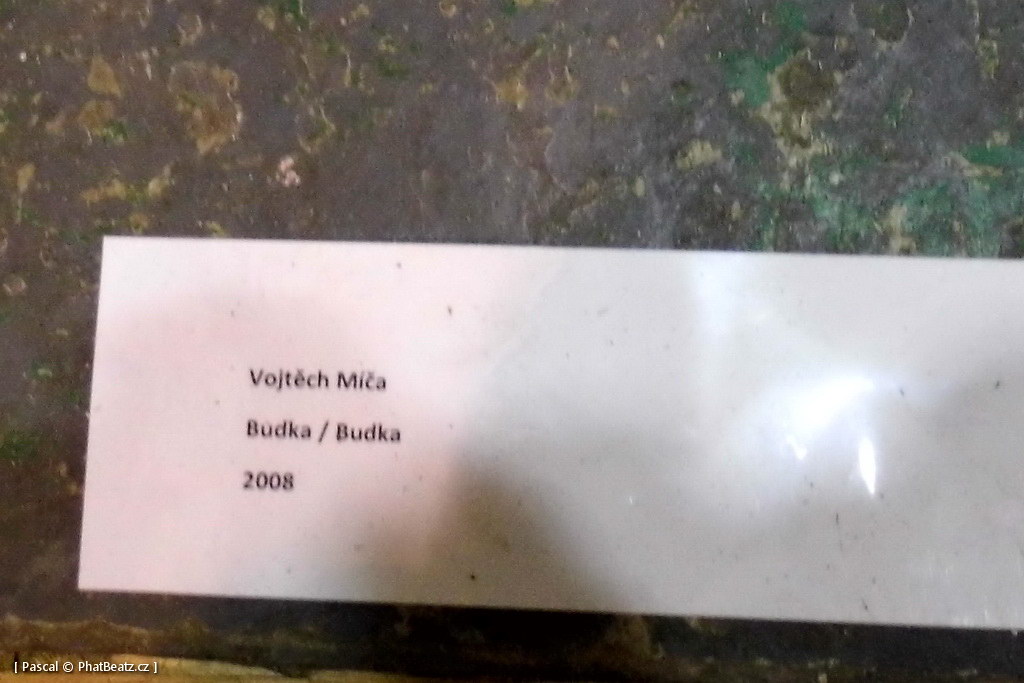 Vojtěch Míča
Budka / Budka
2008
[ Pascal © PhatBeatz.cz ]